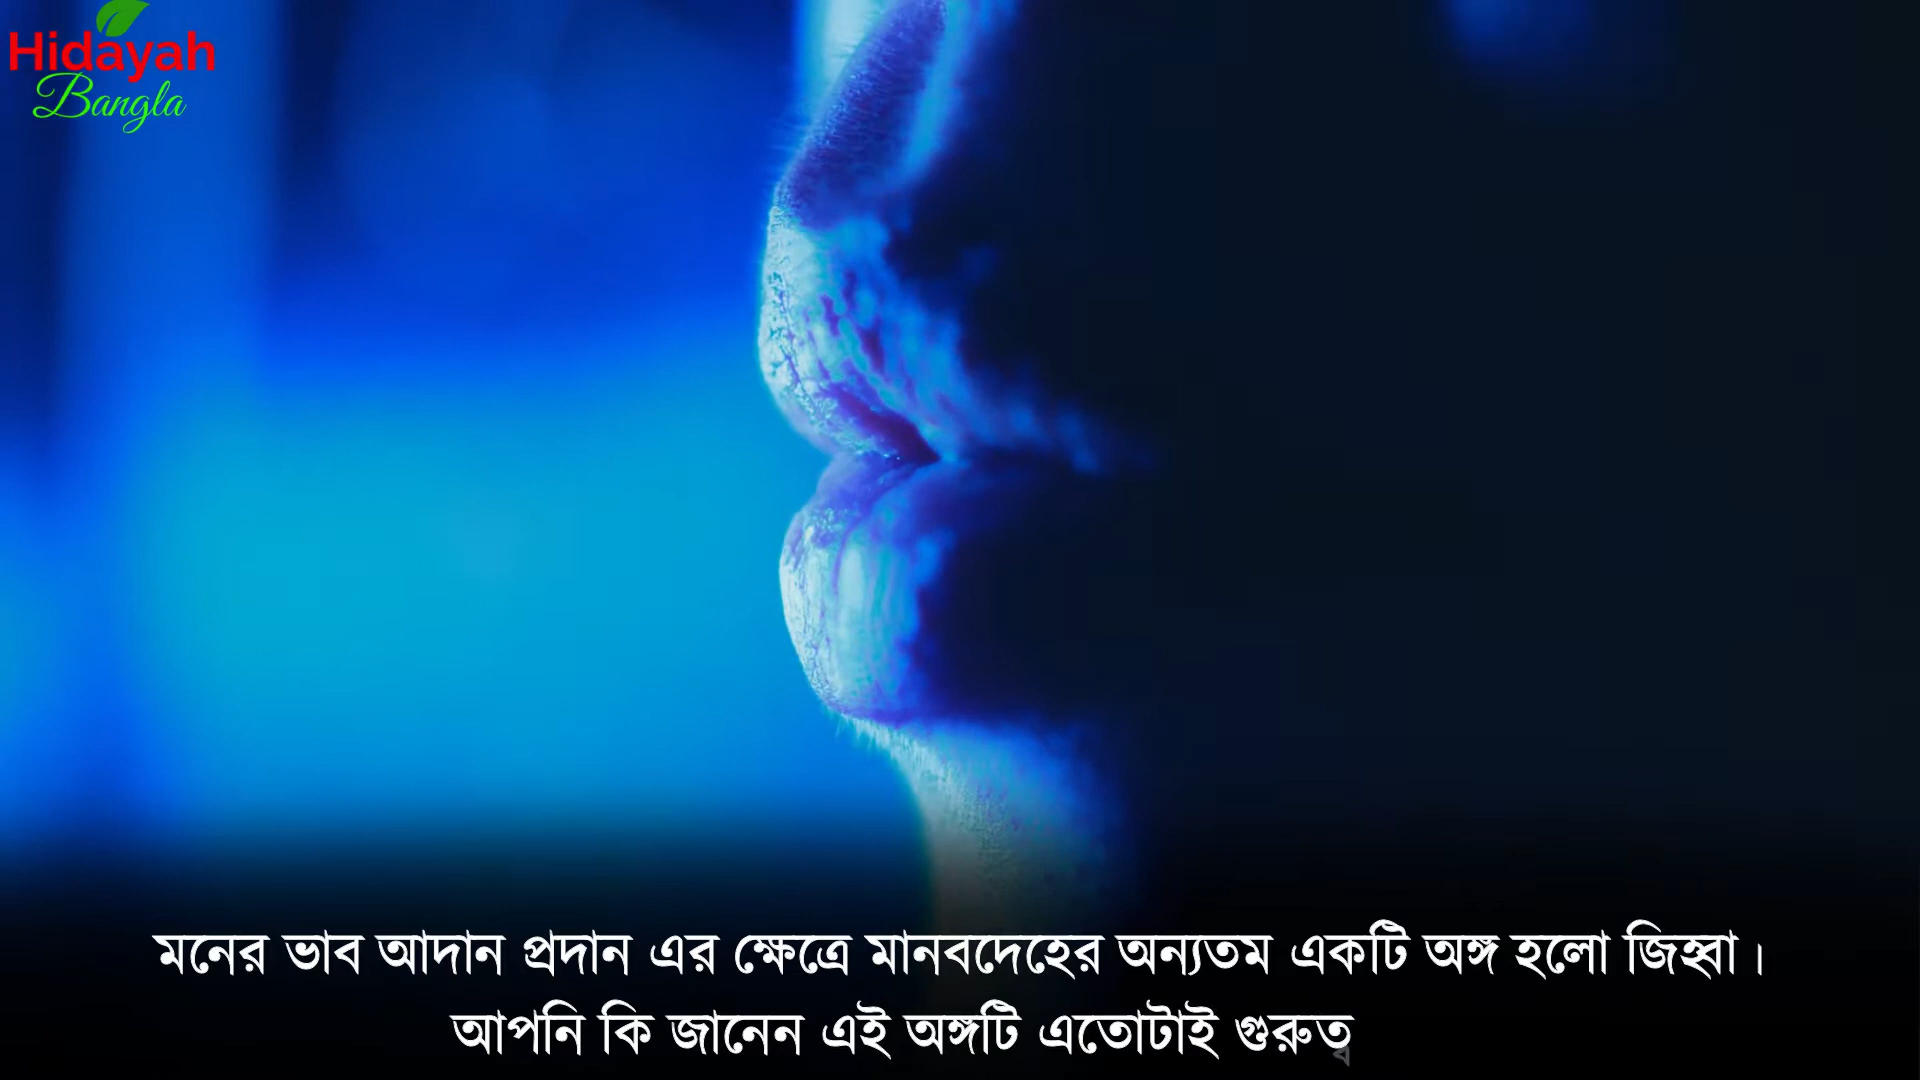 Hidayah
Bangla
মনের ভাব আদান প্রদান এর ক্ষেত্রে মানবদেহের অন্যতম একটি অঙ্গ হলো জিহ্বা।
আপনি কি জানেন এই অঙ্গটি এতোটাই গুরুত্ব